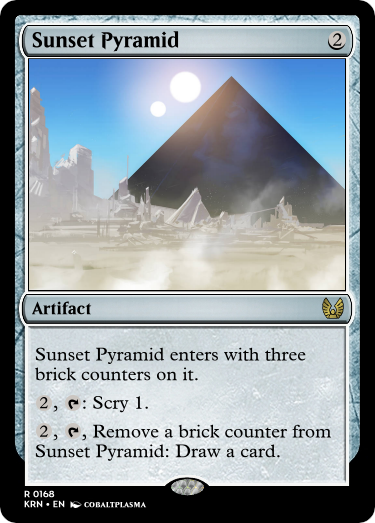 Sunset Pyramid 2
Artifact
Sunset Pyramid enters with three
brick counters on it.
2, : Scry 1.
2, , Remove a brick counter from
Sunset Pyramid: Draw a card.
R 0168
KRN • EN COBALTPLASMA